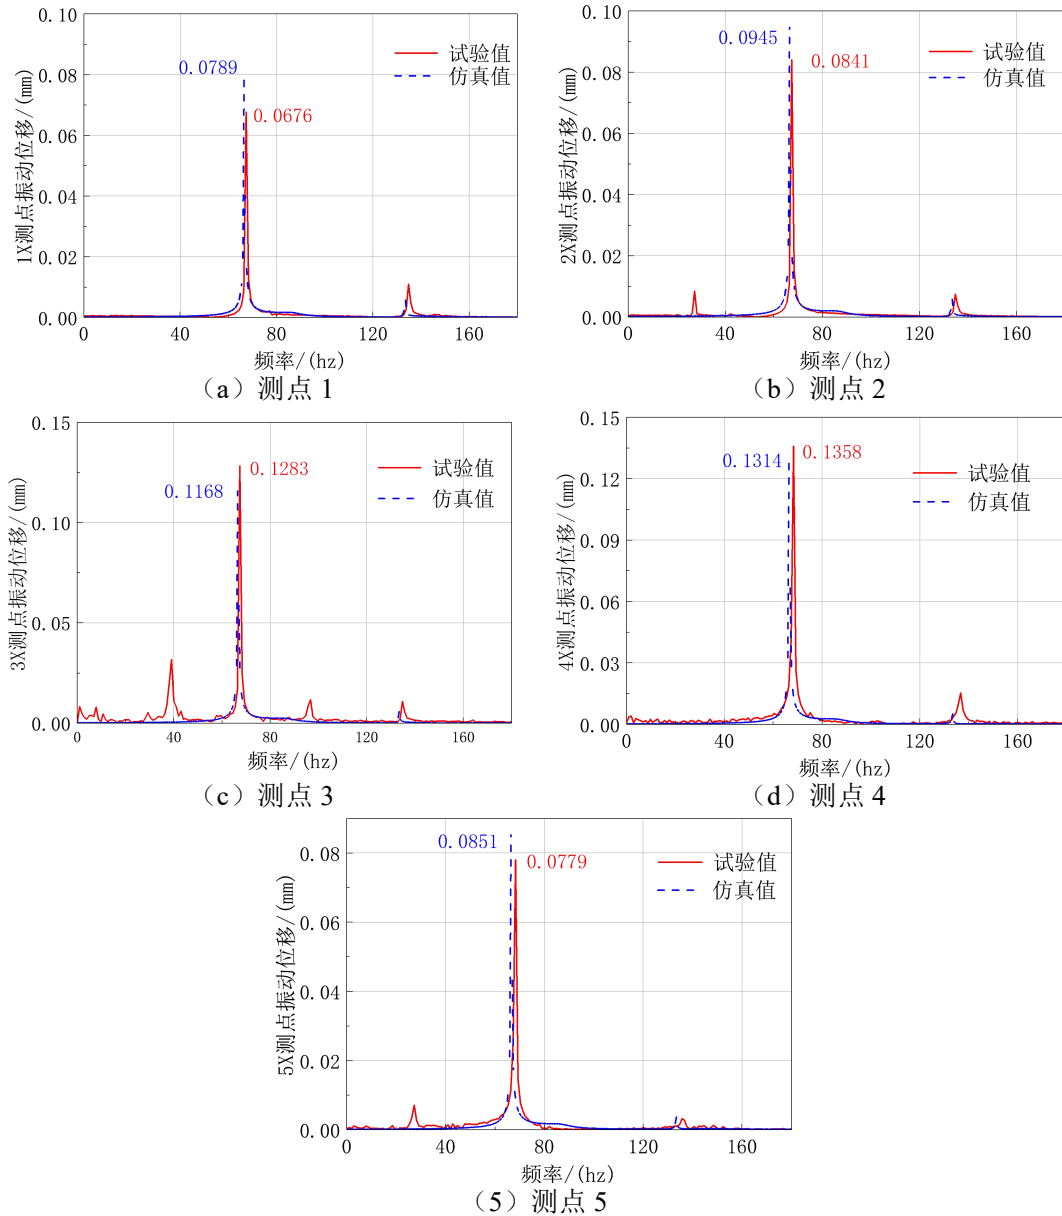 0.10
0.08
0.06
0.04
0.02
0.00
1X测点振动位移/(mm)
0.0789
0.0676
试验值
仿真值
40
80
120
160
频率/(hz)
（a）测点 1
0.10
0.08
0.06
0.04
0.02
0.00
2X测点振动位移/(mm)
0.0945
0.0841
试验值
仿真值
0
40
80
120
160
频率/(hz)
（b）测点 2
0.15
0.10
0.05
0.00
3X测点振动位移/(mm)
0.1168
0.1283
试验值
仿真值
0
40
80
120
160
频率/(hz)
（c）测点 3
0.15
0.12
0.09
0.06
0.03
0.00
4X测点振动位移/(mm)
0.1314
0.1358
试验值
仿真值
0
40
80
120
160
频率/(hz)
（d）测点 4
0.08
0.06
0.04
0.02
0.00
5X测点振动位移/(mm)
0.0851
0.0779
试验值
仿真值
0
40
80
120
160
频率/(hz)
（5）测点 5